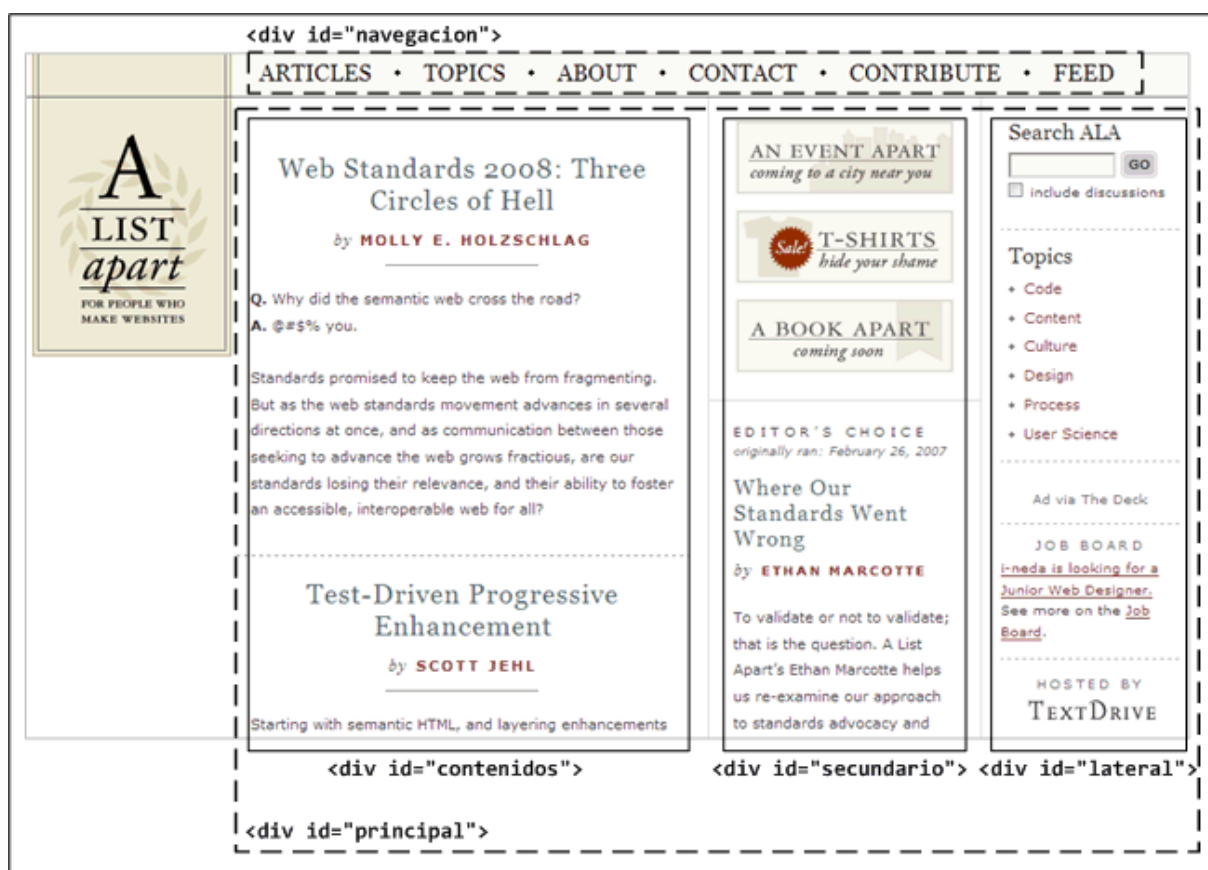 <div id="navegacion">
ARTICLES • TOPICS • ABOUT • CONTACT • CONTRIBUTE • FEED
A
LIST
apart
FOR PEOPLE WHO
MAKE WEBSITES
Web Standards 2008: Three
Circles of Hell
by MOLLY E. HOLZSCHLAG
Q. Why did the semantic web cross the road?
A. @#$% you.
Standards promised to keep the web from fragmenting.
But as the web standards movement advances in several
directions at once, and as communication between those
seeking to advance the web grows fractious, are our
standards losing their relevance, and their ability to foster
an accessible, interoperable web for all?
Test-Driven Progressive
Enhancement
by SCOTT JEHL
Starting with semantic HTML, and layering enhancements
<div id="contenidos">
AN EVENT APART
coming to a city near you
Sale!
T-SHIRTS
hide your shame
A BOOK APART
coming soon
EDITOR'S CHOICE
originally ran: February 26, 2007
Where Our
Standards Went
Wrong
by ETHAN MARCOTTE
To validate or not to validate;
that is the question. A List
Apart's Ethan Marcotte helps
us re-examine our approach
to standards advocacy and
<div id="secundario">
Search ALA
GO
include discussions
Topics
+ Code
+ Content
+ Culture
+ Design
+ Process
+ User Science
Ad via The Deck
JOB BOARD
i-neda is looking for a
Junior Web Designer.
See more on the Job
Board.
HOSTED BY
TEXTDRIVE
<div id="lateral">
<div id="principal">